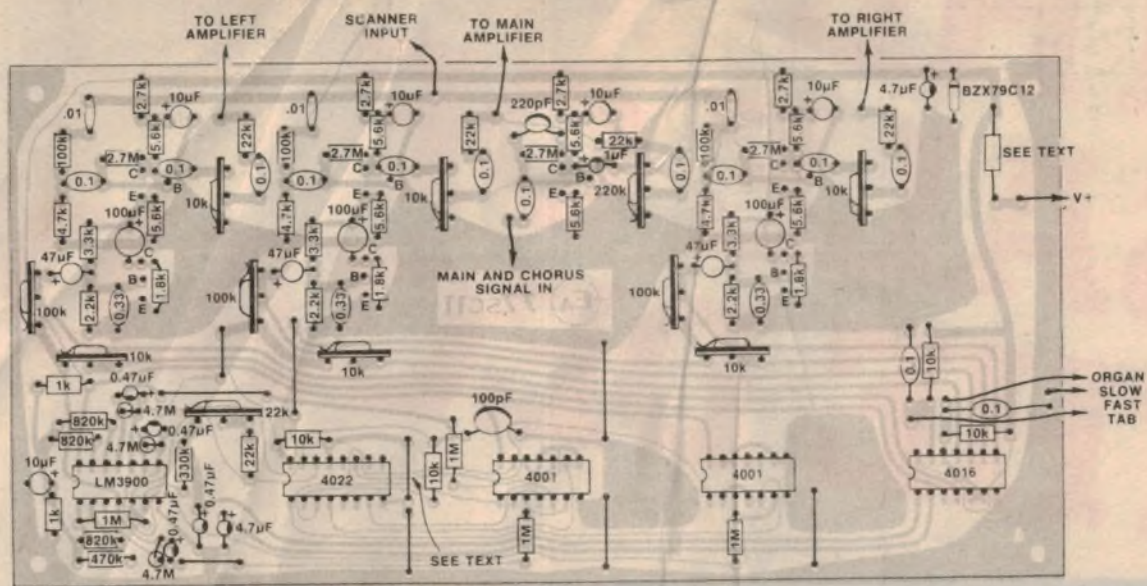 TO LEFT
AMPLIFIER
SCANNER
INPUT
TO MAIN
AMPLIFIER
TO RIGHT
AMPLIFIER
2.7k
10µF
.01
2.7k
10µF
220pF
2.7k
10µF
.01
2.7k
10µF
4.7µF
BZX79C12
100k
5.6k
22k
100k
5.6k
22k
5.6k
22k
100k
5.6k
22k
SEE TEXT
2.7M
C
0.1
0.1
B
0.1
2.7M
C
0.1
0.1
B
0.1
2.7M
C
1µF
B
0.1
2.7M
C
0.1
0.1
B
0.1
10k
10k
0.1
220k
10k
V+
4.7k
E
5.6k
4.7k
E
5.6k
E
5.6k
4.7k
E
5.6k
100µF
3.3k
100µF
3.3k
100µF
3.3k
47µF
C
B
E
1.8k
47µF
C
B
E
1.8k
MAIN AND CHORUS
SIGNAL IN
47µF
C
B
E
1.8k
100k
2.2k
0.33
100k
2.2k
0.33
100k
2.2k
0.33
10k
10k
10k
0.1
10k
1k
0.47µF
4.7M
22k
100pF
ORGAN
SLOW
FAST
TAB
0.1
820k
0.47µF
820k
4.7M
330k
22k
10k
10k
1M
10k
10µF
LM3900
4022
4001
4001
4016
1k
1M
0.47µF
0.47µF
4.7µF
1M
1M
820k
470k
4.7M
SEE TEXT